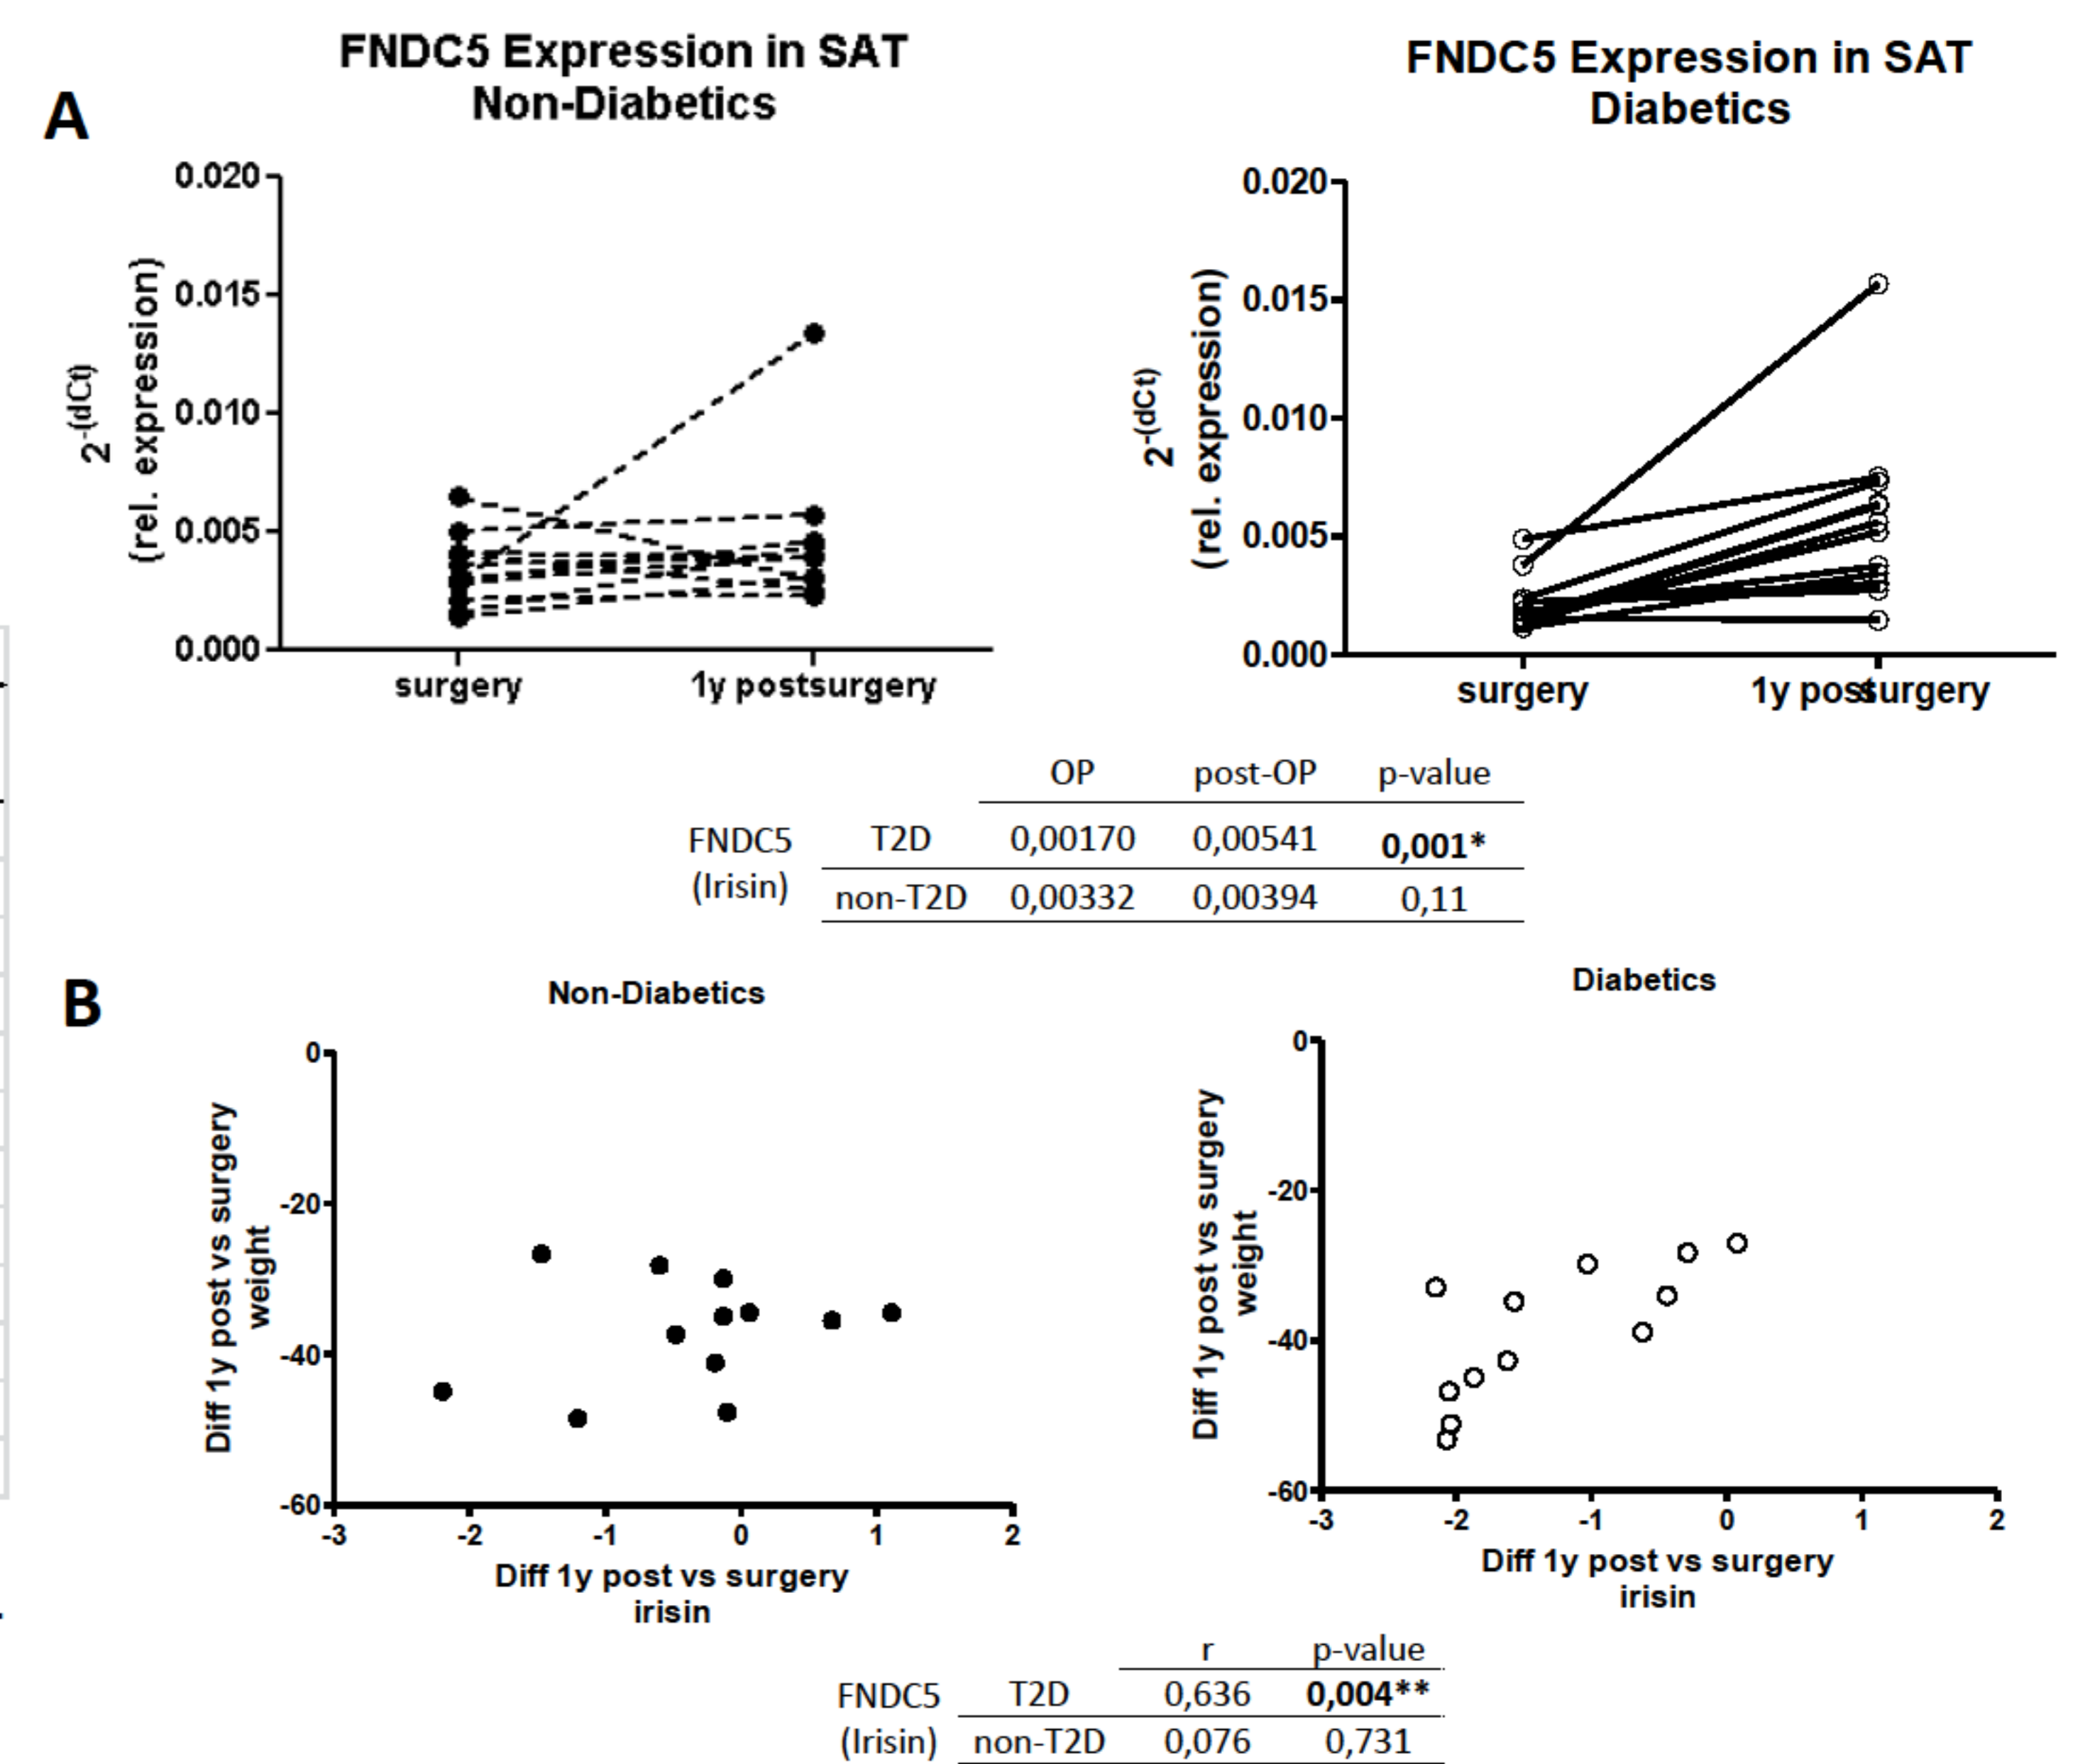 A
FNDC5 Expression in SAT
Non-Diabetics
2-(dCt)
(rel. expression)
0.020
0.015
0.010
0.005
0.000
surgery 1y postsurgery
FNDC5 Expression in SAT
Diabetics
2-(dCt)
(rel. expression)
0.020
0.015
0.010
0.005
0.000
surgery 1y postsurgery
OP post-OP p-value
FNDC5 T2D 0,00170 0,00541 0,001*
(Irisin) non-T2D 0,00332 0,00394 0,11
B
Non-Diabetics
Diff 1y post vs surgery
weight
0
-20
-40
-60
-3 -2 -1 0 1 2
Diff 1y post vs surgery
irisin
Diabetics
Diff 1y post vs surgery
weight
0
-20
-40
-60
-3 -2 -1 0 1 2
Diff 1y post vs surgery
irisin
r p-value
FNDC5 T2D 0,636 0,004**
(Irisin) non-T2D 0,076 0,731